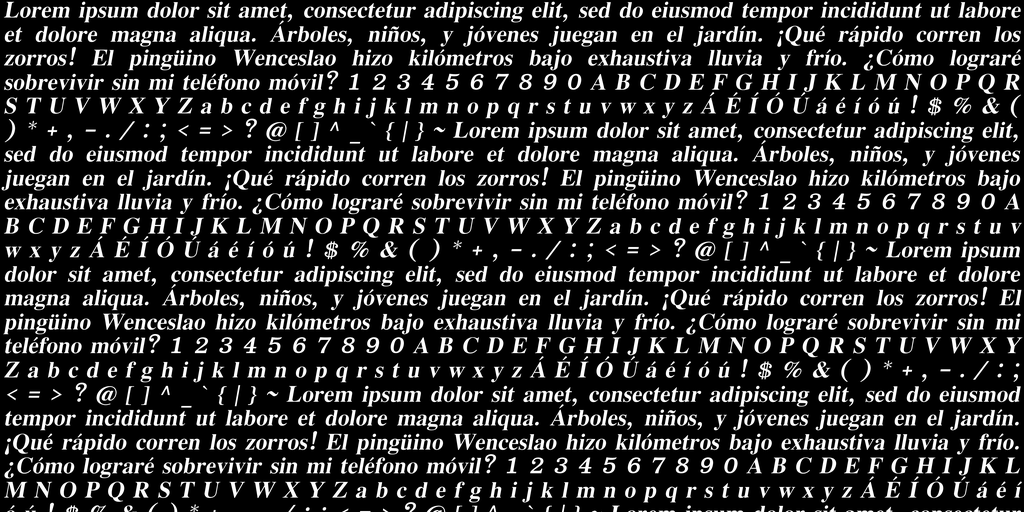 Lorem ipsum dolor sit amet, consectetur adipiscing elit, sed do eiusmod tempor incididunt ut labore
et dolore magna aliqua. Árboles, niños, y jóvenes juegan en el jardín. ¡Qué rápido corren los
zorros! El pingüino Wenceslao hizo kilómetros bajo exhaustiva lluvia y frío. ¿Cómo lograré
sobrevivir sin mi teléfono móvil? 1 2 3 4 5 6 7 8 9 0 A B C D E F G H I J K L M N O P Q R
S T U V W X Y Z a b c d e f g h i j k l m n o p q r s t u v w x y z Á É Í Ó Ú á é í ó ú ! $ % & (
) * + , - . / : ; < = > ? @ [ ] ^ _ ` { | } ~ Lorem ipsum dolor sit amet, consectetur adipiscing elit,
sed do eiusmod tempor incididunt ut labore et dolore magna aliqua. Árboles, niños, y jóvenes
juegan en el jardín. ¡Qué rápido corren los zorros! El pingüino Wenceslao hizo kilómetros bajo
exhaustiva lluvia y frío. ¿Cómo lograré sobrevivir sin mi teléfono móvil? 1 2 3 4 5 6 7 8 9 0 A
B C D E F G H I J K L M N O P Q R S T U V W X Y Z a b c d e f g h i j k l m n o p q r s t u v
w x y z Á É Í Ó Ú á é í ó ú ! $ % & ( ) * + , - . / : ; < = > ? @ [ ] ^ _ ` { | } ~ Lorem ipsum
dolor sit amet, consectetur adipiscing elit, sed do eiusmod tempor incididunt ut labore et dolore
magna aliqua. Árboles, niños, y jóvenes juegan en el jardín. ¡Qué rápido corren los zorros! El
pingüino Wenceslao hizo kilómetros bajo exhaustiva lluvia y frío. ¿Cómo lograré sobrevivir sin mi
teléfono móvil? 1 2 3 4 5 6 7 8 9 0 A B C D E F G H I J K L M N O P Q R S T U V W X Y
Z a b c d e f g h i j k l m n o p q r s t u v w x y z Á É Í Ó Ú á é í ó ú ! $ % & ( ) * + , - . / : ;
< = > ? @ [ ] ^ _ ` { | } ~ Lorem ipsum dolor sit amet, consectetur adipiscing elit, sed do eiusmod
tempor incididunt ut labore et dolore magna aliqua. Árboles, niños, y jóvenes juegan en el jardín.
¡Qué rápido corren los zorros! El pingüino Wenceslao hizo kilómetros bajo exhaustiva lluvia y frío.
¿Cómo lograré sobrevivir sin mi teléfono móvil? 1 2 3 4 5 6 7 8 9 0 A B C D E F G H I J K L
M N O P Q R S T U V W X Y Z a b c d e f g h i j k l m n o p q r s t u v w x y z Á É Í Ó Ú á é í
ó ú ! $ % & ( ) * + , - . / : ; < = > ? @ [ ] ^ _ ` { | } ~ Lorem ipsum dolor sit amet, consectetur